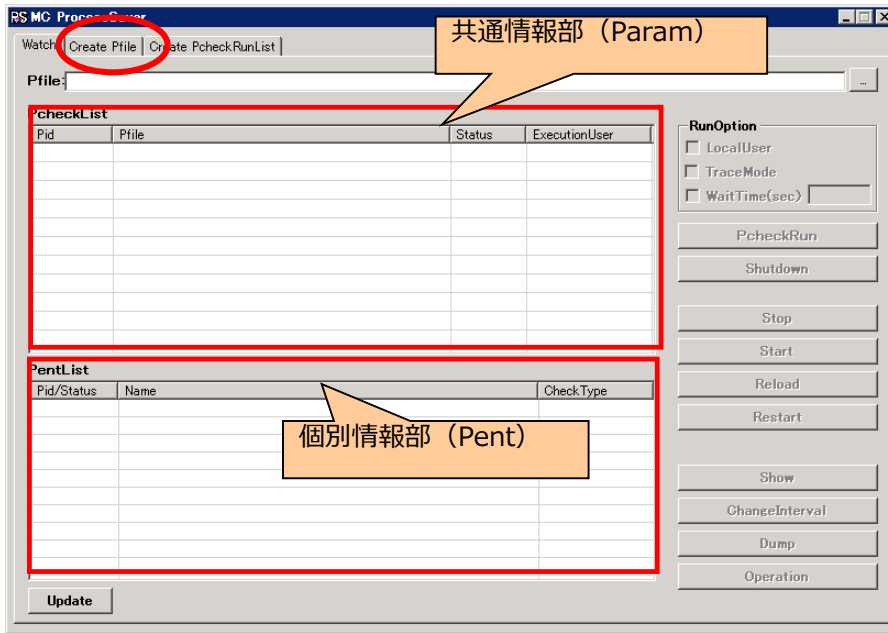 MC ProcessSaver
共通情報部（Param）
Watch Create Pfile Create PcheckRunList
Pfile: ...
PcheckList
Pid Pfile Status ExecutionUser
RunOption
LocalUser
TraceMode
WaitTime(sec)
PcheckRun
Shutdown
Stop
Start
PentList
Pid/Status Name CheckType
Reload
Restart
個別情報部（Pent）
Show
ChangeInterval
Dump
Operation
Update